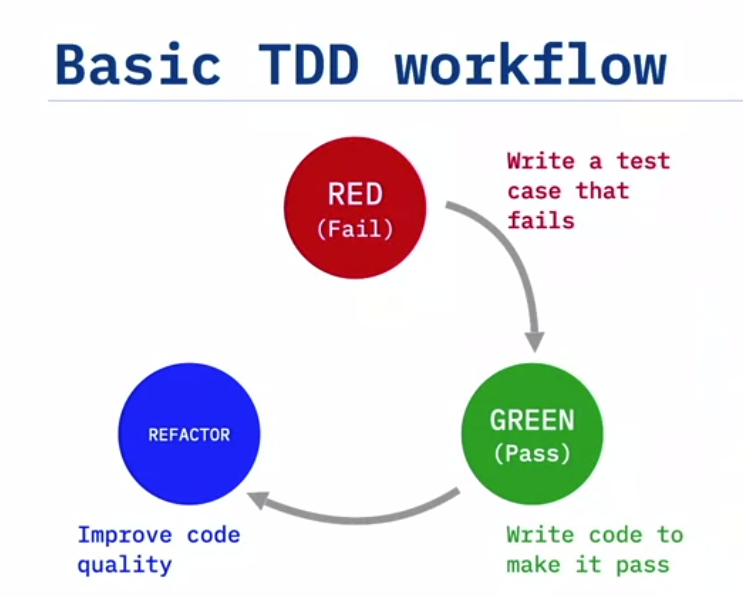 Basic TDD workflow
RED
(Fail)
Write a test
case that
fails
GREEN
(Pass)
Write code to
make it pass
REFACTOR
Improve code
quality